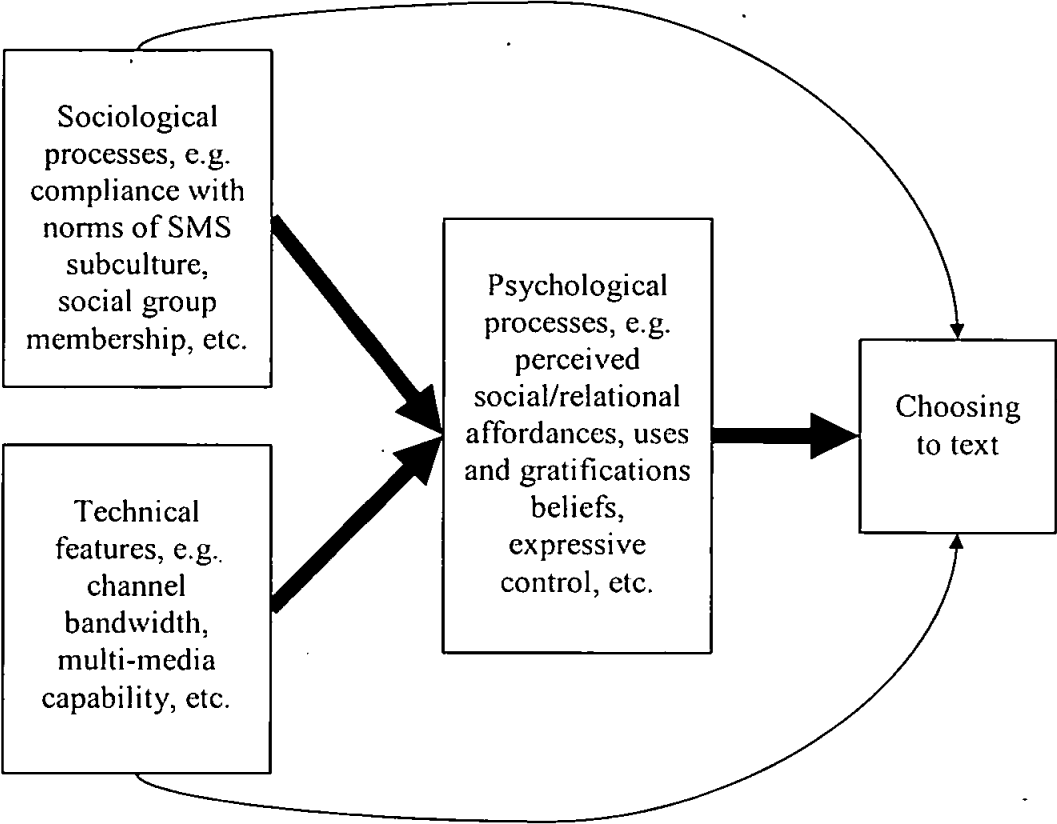 Sociological
processes, e.g.
compliance with
norms of SMS
subculture,
social group
membership, etc.
Technical
features, e.g.
channel
bandwidth,
multi-media
capability, etc.
Psychological
processes, e.g.
perceived
social/relational
affordances, uses
and gratifications
beliefs,
expressive
control, etc.
Choosing
to text